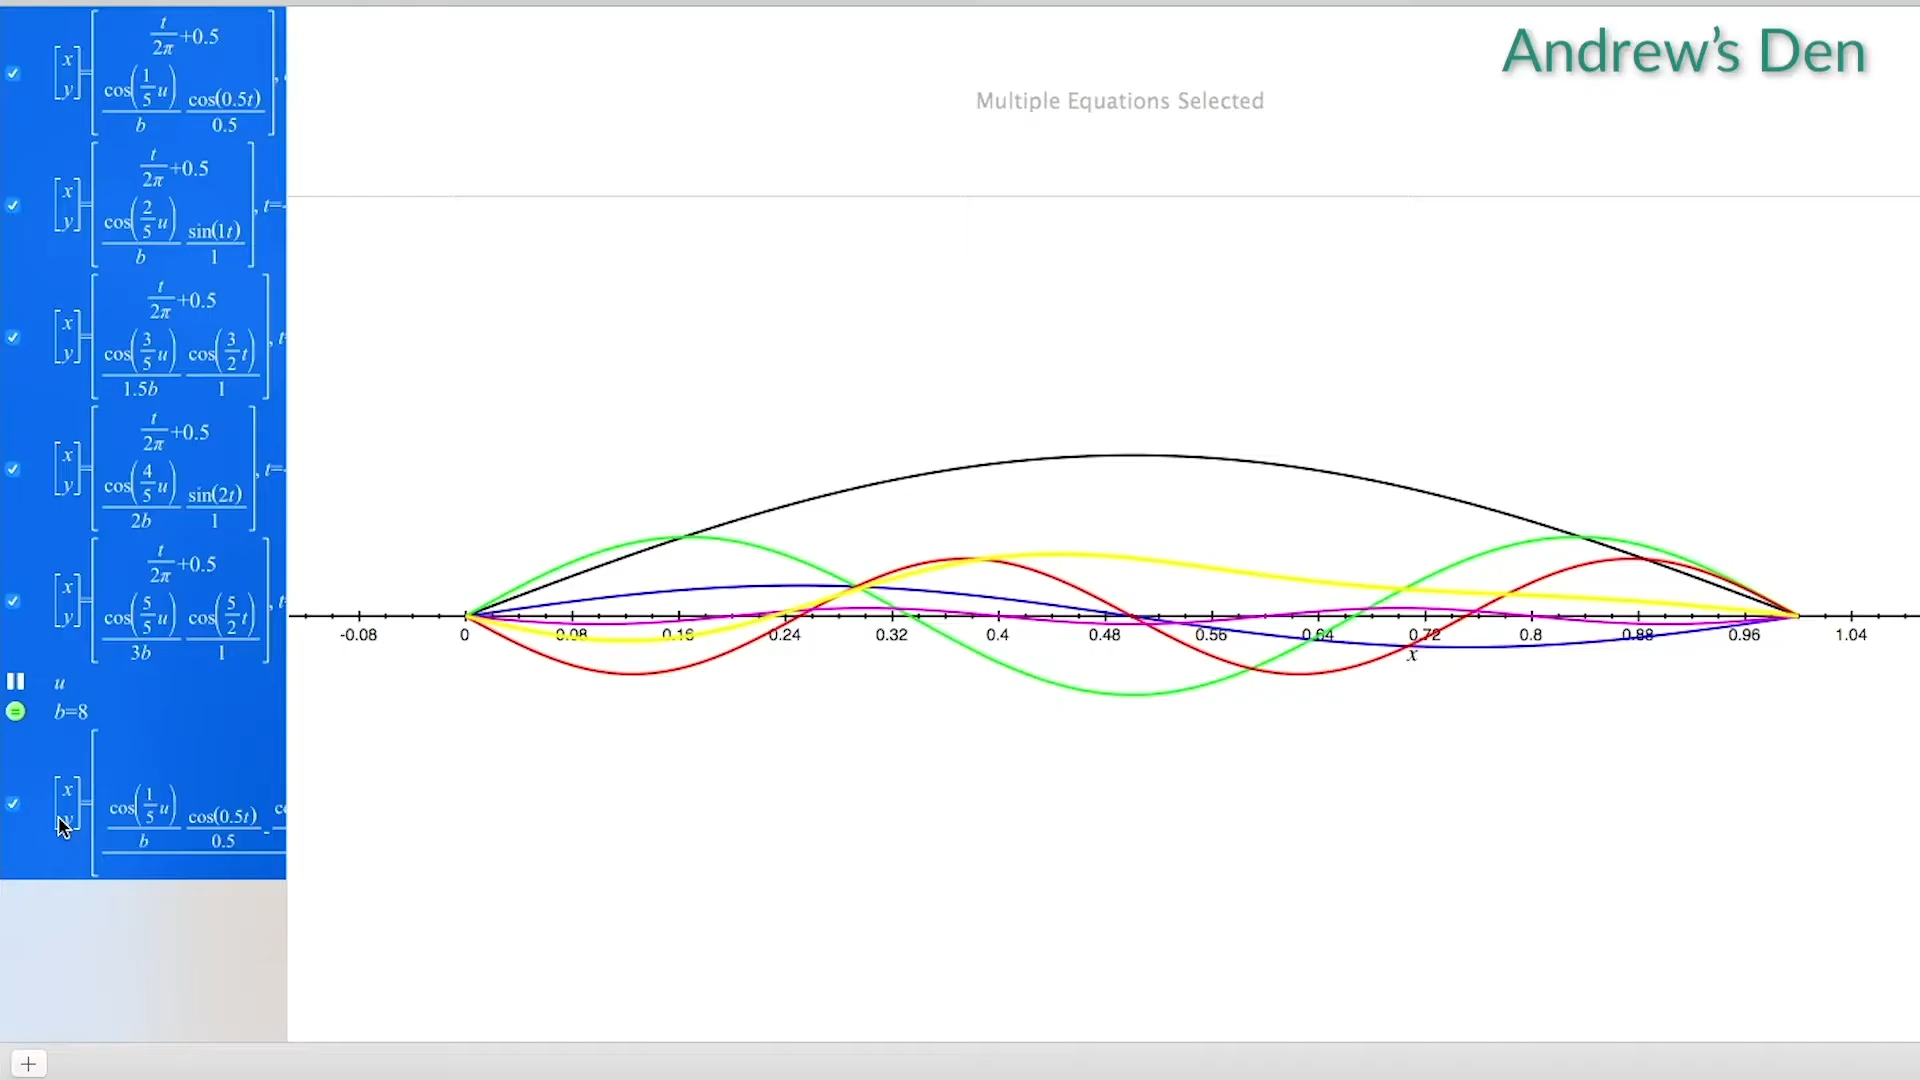 Andrew's Den
Multiple Equations Selected
[x y] = [t/2π+0.5, cos(1/5 u)/b cos(0.5t)/0.5],
[x y] = [t/2π+0.5, cos(2/5 u)/b sin(1t)/1], t=
[x y] = [t/2π+0.5, cos(3/5 u)/1.5b cos(3/2 t)/1], t
[x y] = [t/2π+0.5, cos(4/5 u)/2b sin(2t)/1], t=
[x y] = [t/2π+0.5, cos(5/5 u)/3b cos(5/2 t)/1], t
u
b=8
[x y] = [cos(1/5 u)/b cos(0.5t)/0.5 -
-0.08 0 0.08 0.16 0.24 0.32 0.4 0.48 0.56 0.64 0.72 0.8 0.88 0.96 1.04
x